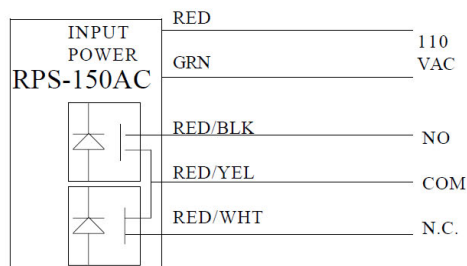 RED
INPUT
POWER
110
VAC
GRN
RPS-150AC
RED/BLK
NO
RED/YEL
COM
RED/WHT
N.C.